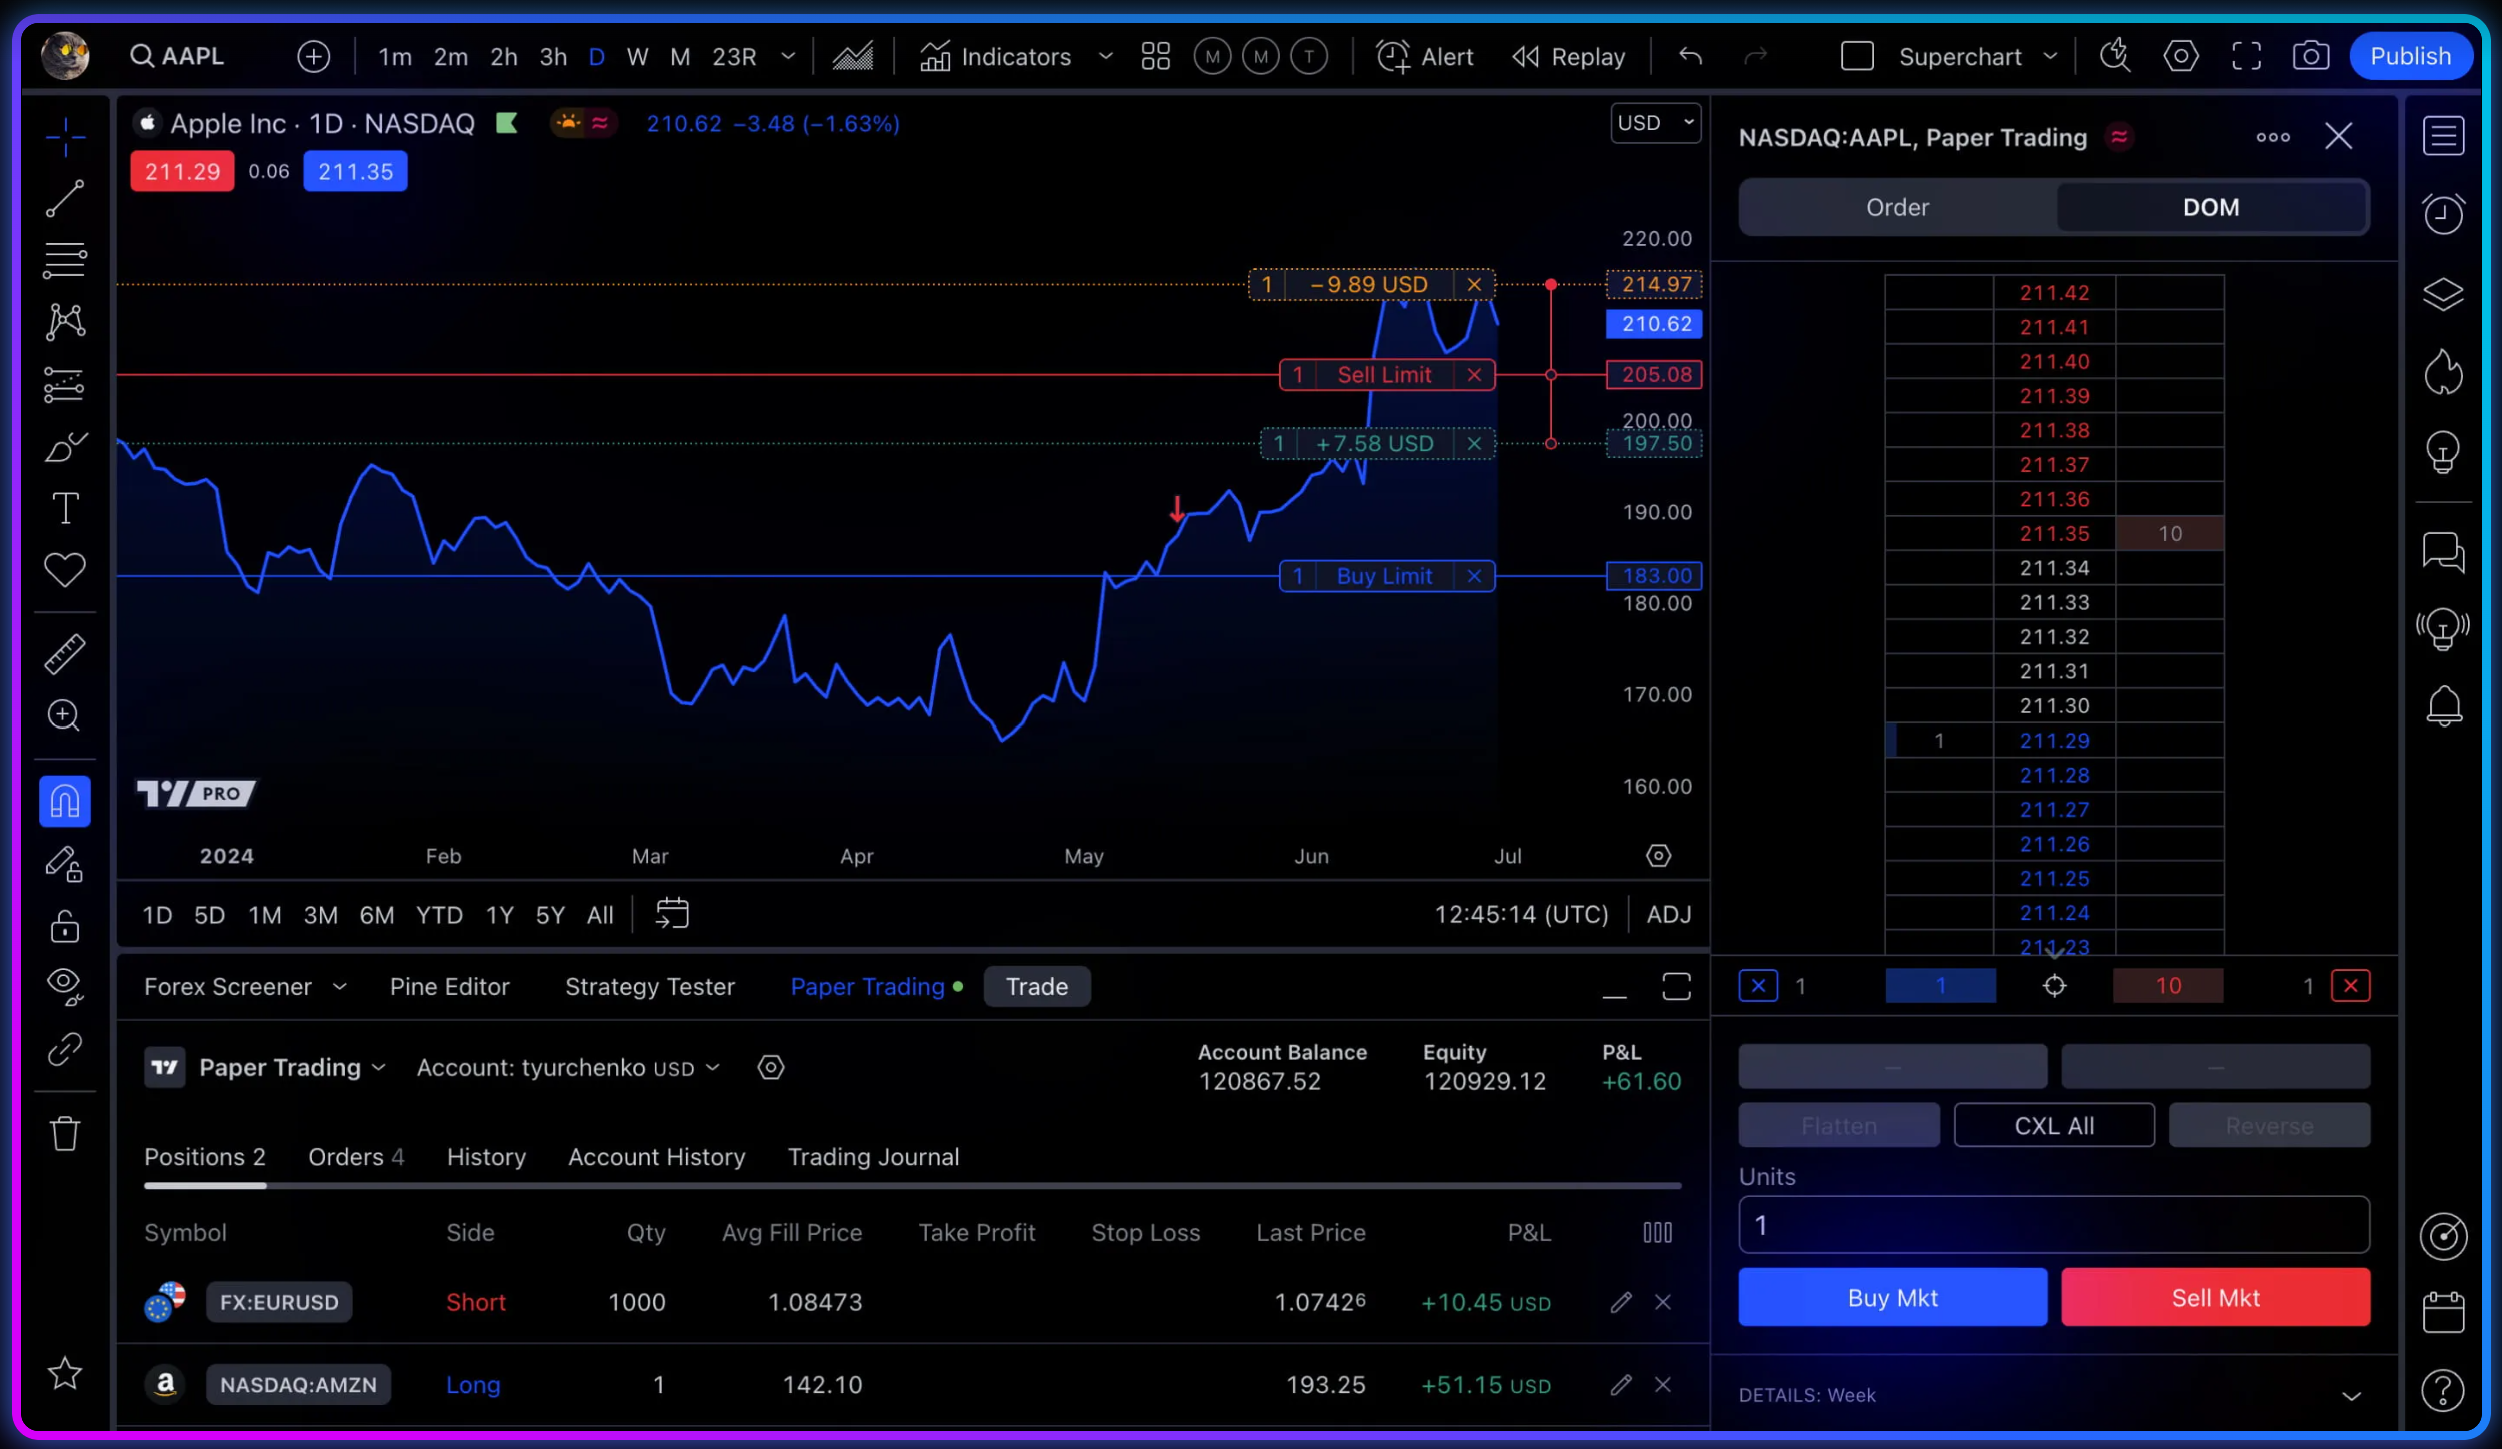 AAPL 1m 2m 2h 3h D W M 23R Indicators M M T Alert Replay Superchart Publish
Apple Inc · 1D · NASDAQ ≈ 210.62 −3.48 (−1.63%) USD
211.29 0.06 211.35
220.00
1 −9.89 USD 214.97
210.62
1 Sell Limit 205.08
200.00
1 +7.58 USD 197.50
190.00
1 Buy Limit 183.00
180.00
170.00
160.00
PRO
2024 Feb Mar Apr May Jun Jul
1D 5D 1M 3M 6M YTD 1Y 5Y All 12:45:14 (UTC) ADJ
Forex Screener Pine Editor Strategy Tester Paper Trading Trade
Paper Trading Account: tyurchenko USD
Account Balance Equity P&L
120867.52 120929.12 +61.60
Positions 2 Orders 4 History Account History Trading Journal
Symbol Side Qty Avg Fill Price Take Profit Stop Loss Last Price P&L
FX:EURUSD Short 1000 1.08473 1.07426 +10.45 USD
a NASDAQ:AMZN Long 1 142.10 193.25 +51.15 USD
NASDAQ:AAPL, Paper Trading ≈
Order DOM
211.42
211.41
211.40
211.39
211.38
211.37
211.36
211.35 10
211.34
211.33
211.32
211.31
211.30
1 211.29
211.28
211.27
211.26
211.25
211.24
211.23
1 1 10 1
Flatten CXL All Reverse
Units
1
Buy Mkt Sell Mkt
DETAILS: Week